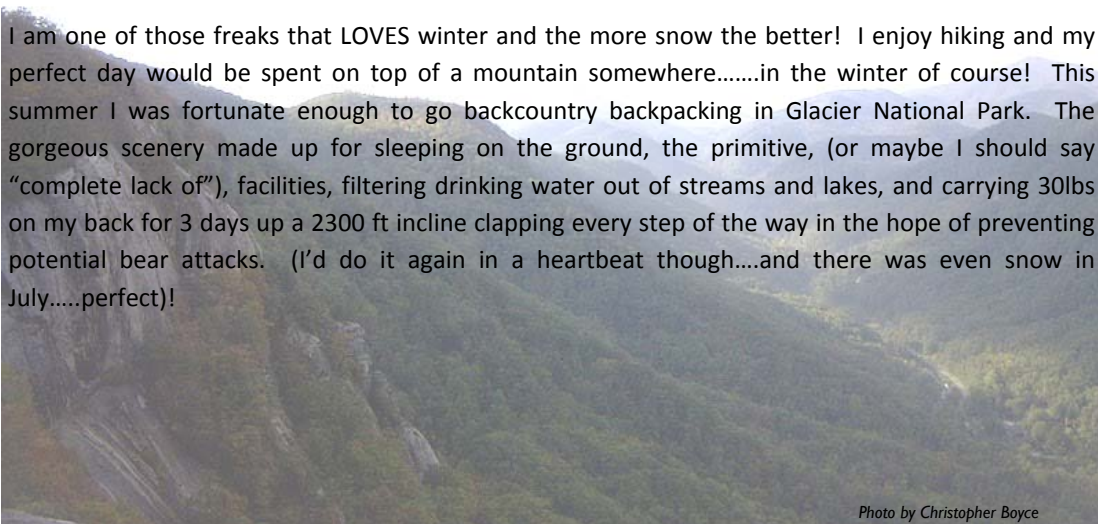 I am one of those freaks that LOVES winter and the more snow the better! I enjoy hiking and my
perfect day would be spent on top of a mountain somewhere.......in the winter of course! This
summer I was fortunate enough to go backcountry backpacking in Glacier National Park. The
gorgeous scenery made up for sleeping on the ground, the primitive, (or maybe I should say
“complete lack of”), facilities, filtering drinking water out of streams and lakes, and carrying 30lbs
on my back for 3 days up a 2300 ft incline clapping every step of the way in the hope of preventing
potential bear attacks. (I’d do it again in a heartbeat though....and there was even snow in
July.....perfect)!
Photo by Christopher Boyce